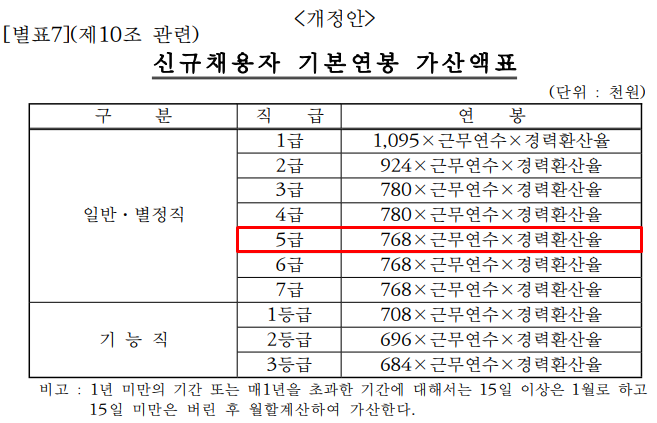 <개정안>
[별표7](제10조 관련)
신규채용자 기본연봉 가산액표
(단위 : 천원)
구 분 직 급 연 봉
일반·별정직
1급 1,095×근무연수×경력환산율
2급 924×근무연수×경력환산율
3급 780×근무연수×경력환산율
4급 780×근무연수×경력환산율
5급 768×근무연수×경력환산율
6급 768×근무연수×경력환산율
7급 768×근무연수×경력환산율
기 능 직
1등급 708×근무연수×경력환산율
2등급 696×근무연수×경력환산율
3등급 684×근무연수×경력환산율
비고 : 1년 미만의 기간 또는 매1년을 초과한 기간에 대해서는 15일 이상은 1월로 하고
15일 미만은 버린 후 월할계산하여 가산한다.